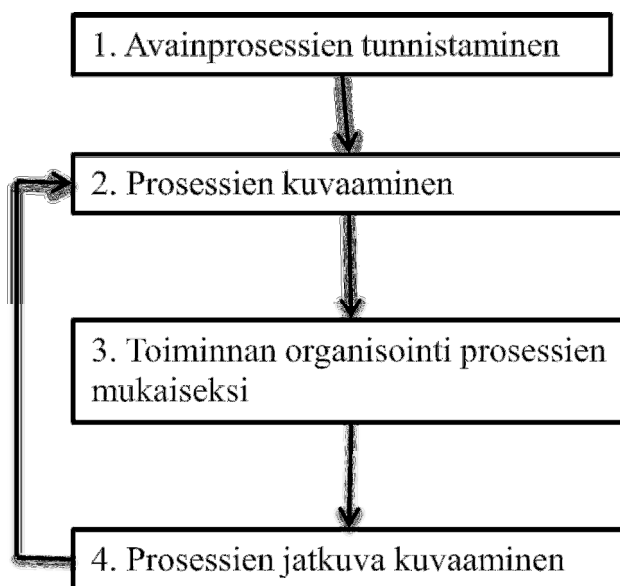 1. Avainprosessien tunnistaminen
2. Prosessien kuvaaminen
3. Toiminnan organisointi prosessien
mukaiseksi
4. Prosessien jatkuva kuvaaminen